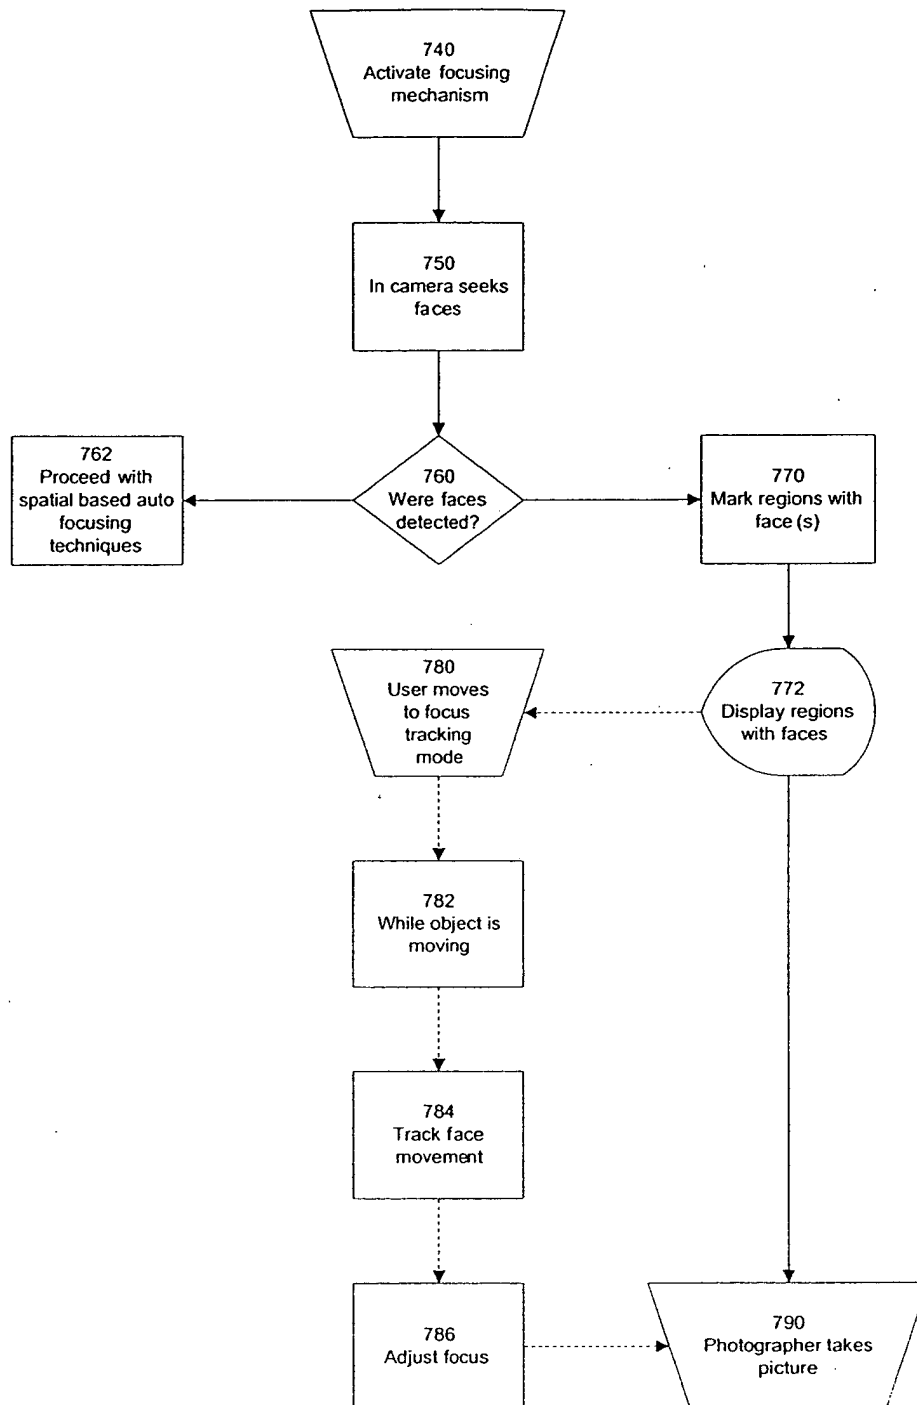 740
Activate focusing
mechanism
750
In camera seeks
faces
762
Proceed with
spatial based auto
focusing
techniques
760
Were faces
detected?
770
Mark regions with
face (s)
780
User moves
to focus
tracking
mode
772
Display regions
with faces
782
While object is
moving
784
Track face
movement
786
Adjust focus
790
Photographer takes
picture